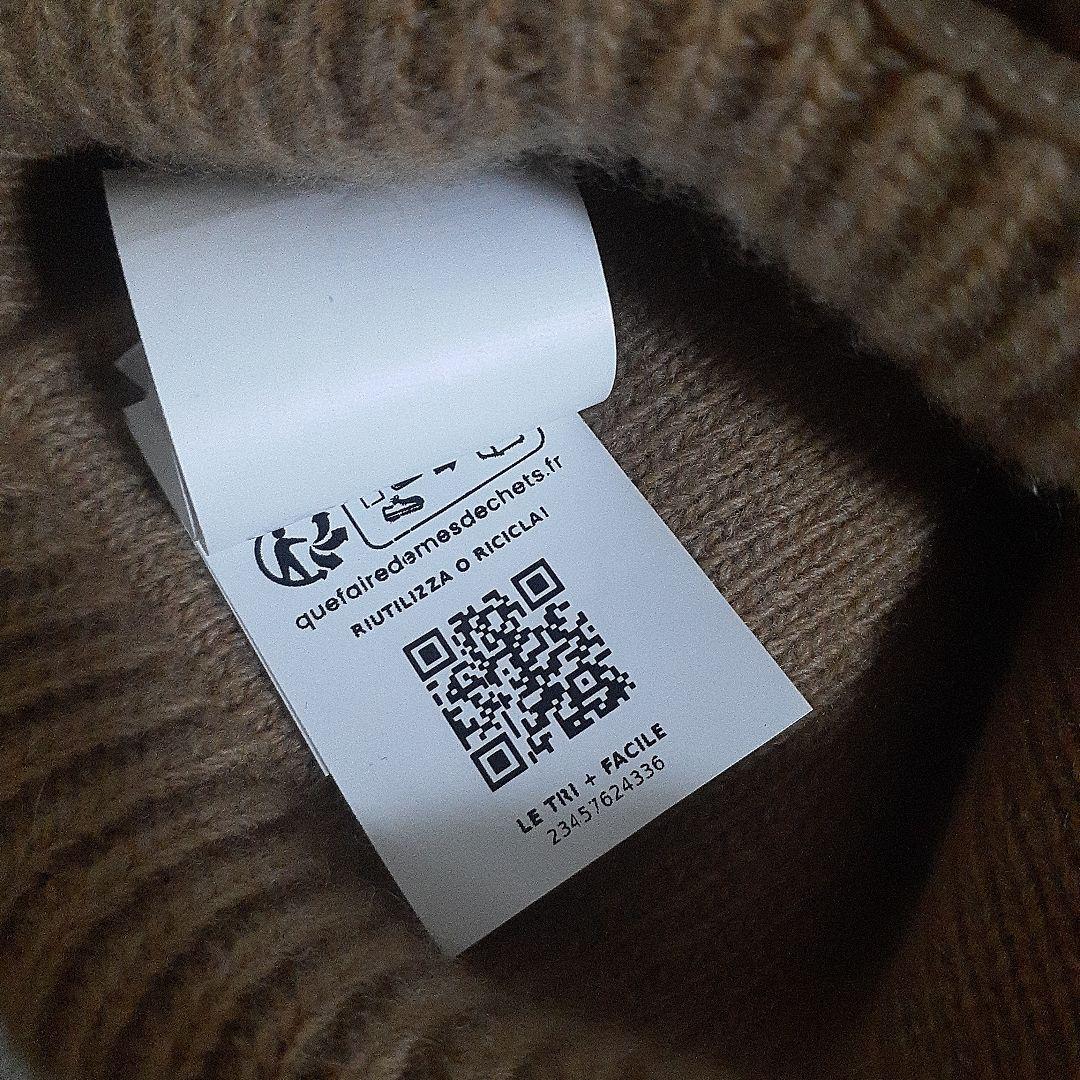 quefairedemesdechets.fr
RIUTILIZZA O RICICLA!
LE TRI + FACILE
23457624336